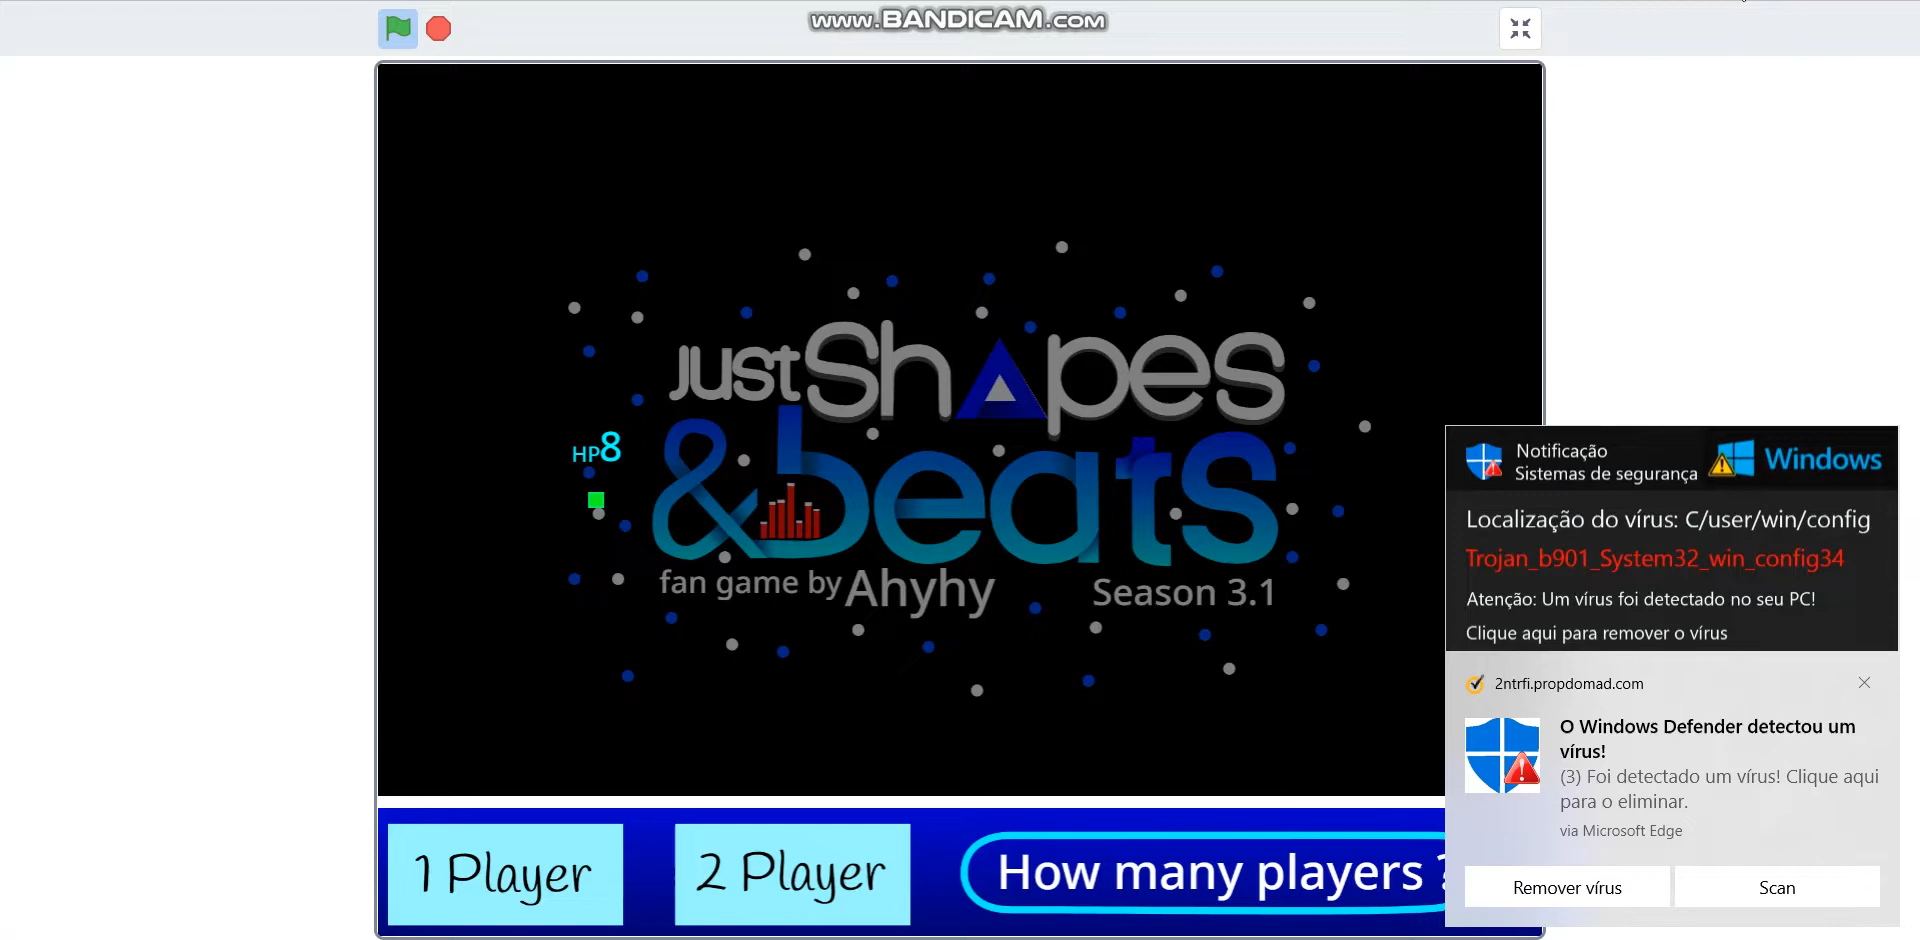 www.BANDICAM.com
Just Shapes
& beats
HP8
fan game by Ahyhy Season 3.1
1 Player
2 Player
How many players ?
Notificação
Sistemas de segurança
Windows
Localização do vírus: C/user/win/config
Trojan_b901_System32_win_config34
Atenção: Um vírus foi detectado no seu PC!
Clique aqui para remover o vírus
2ntrfi.propdomad.com
O Windows Defender detectou um
vírus!
(3) Foi detectado um vírus! Clique aqui
para o eliminar.
via Microsoft Edge
Remover vírus
Scan